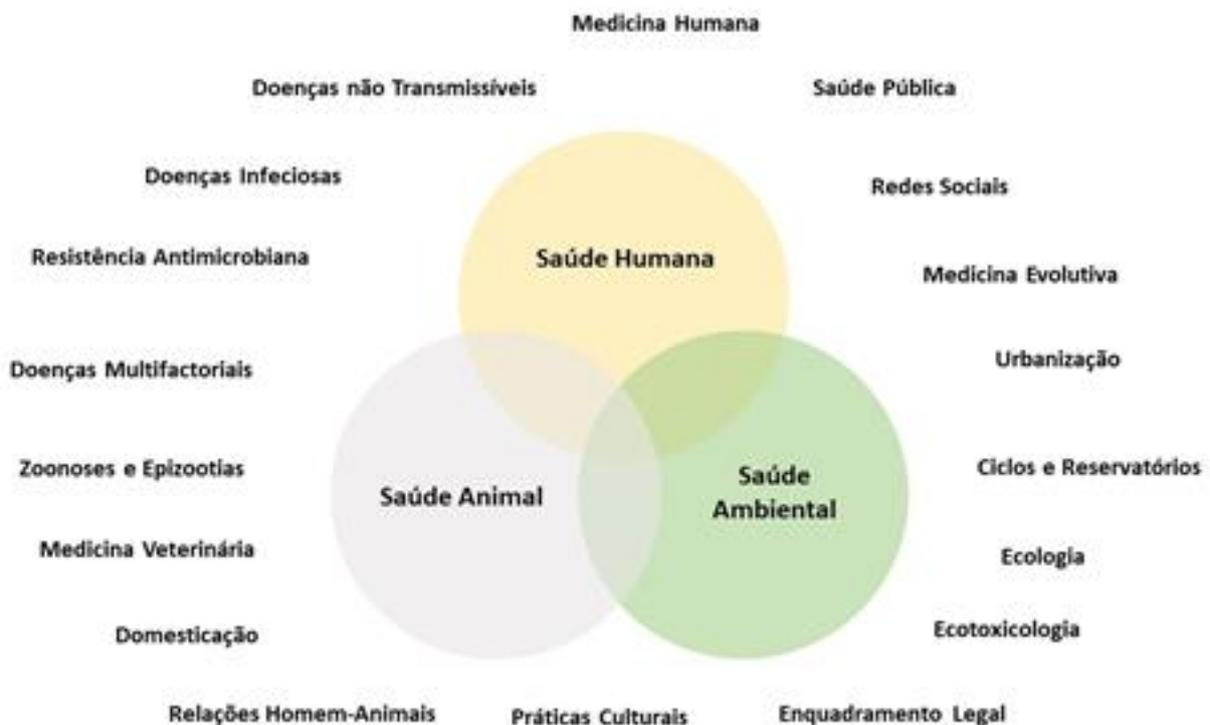 Medicina Humana
Doenças não Transmissíveis
Saúde Pública
Doenças Infeciosas
Redes Sociais
Resistência Antimicrobiana
Saúde Humana
Medicina Evolutiva
Doenças Multifactoriais
Urbanização
Zoonoses e Epizootias
Saúde Animal
Saúde
Ambiental
Ciclos e Reservatórios
Medicina Veterinária
Ecologia
Domesticação
Ecotoxicologia
Relações Homem-Animais
Práticas Culturais
Enquadramento Legal